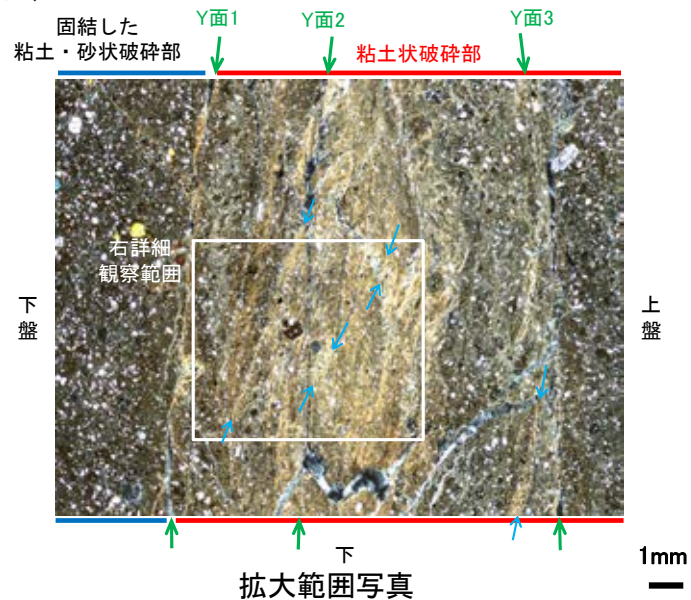 固結した
粘土・砂状破砕部
Y面1
Y面2
Y面3
粘土状破砕部
右詳細
観察範囲
下
盤
上
盤
下
1mm
拡大範囲写真